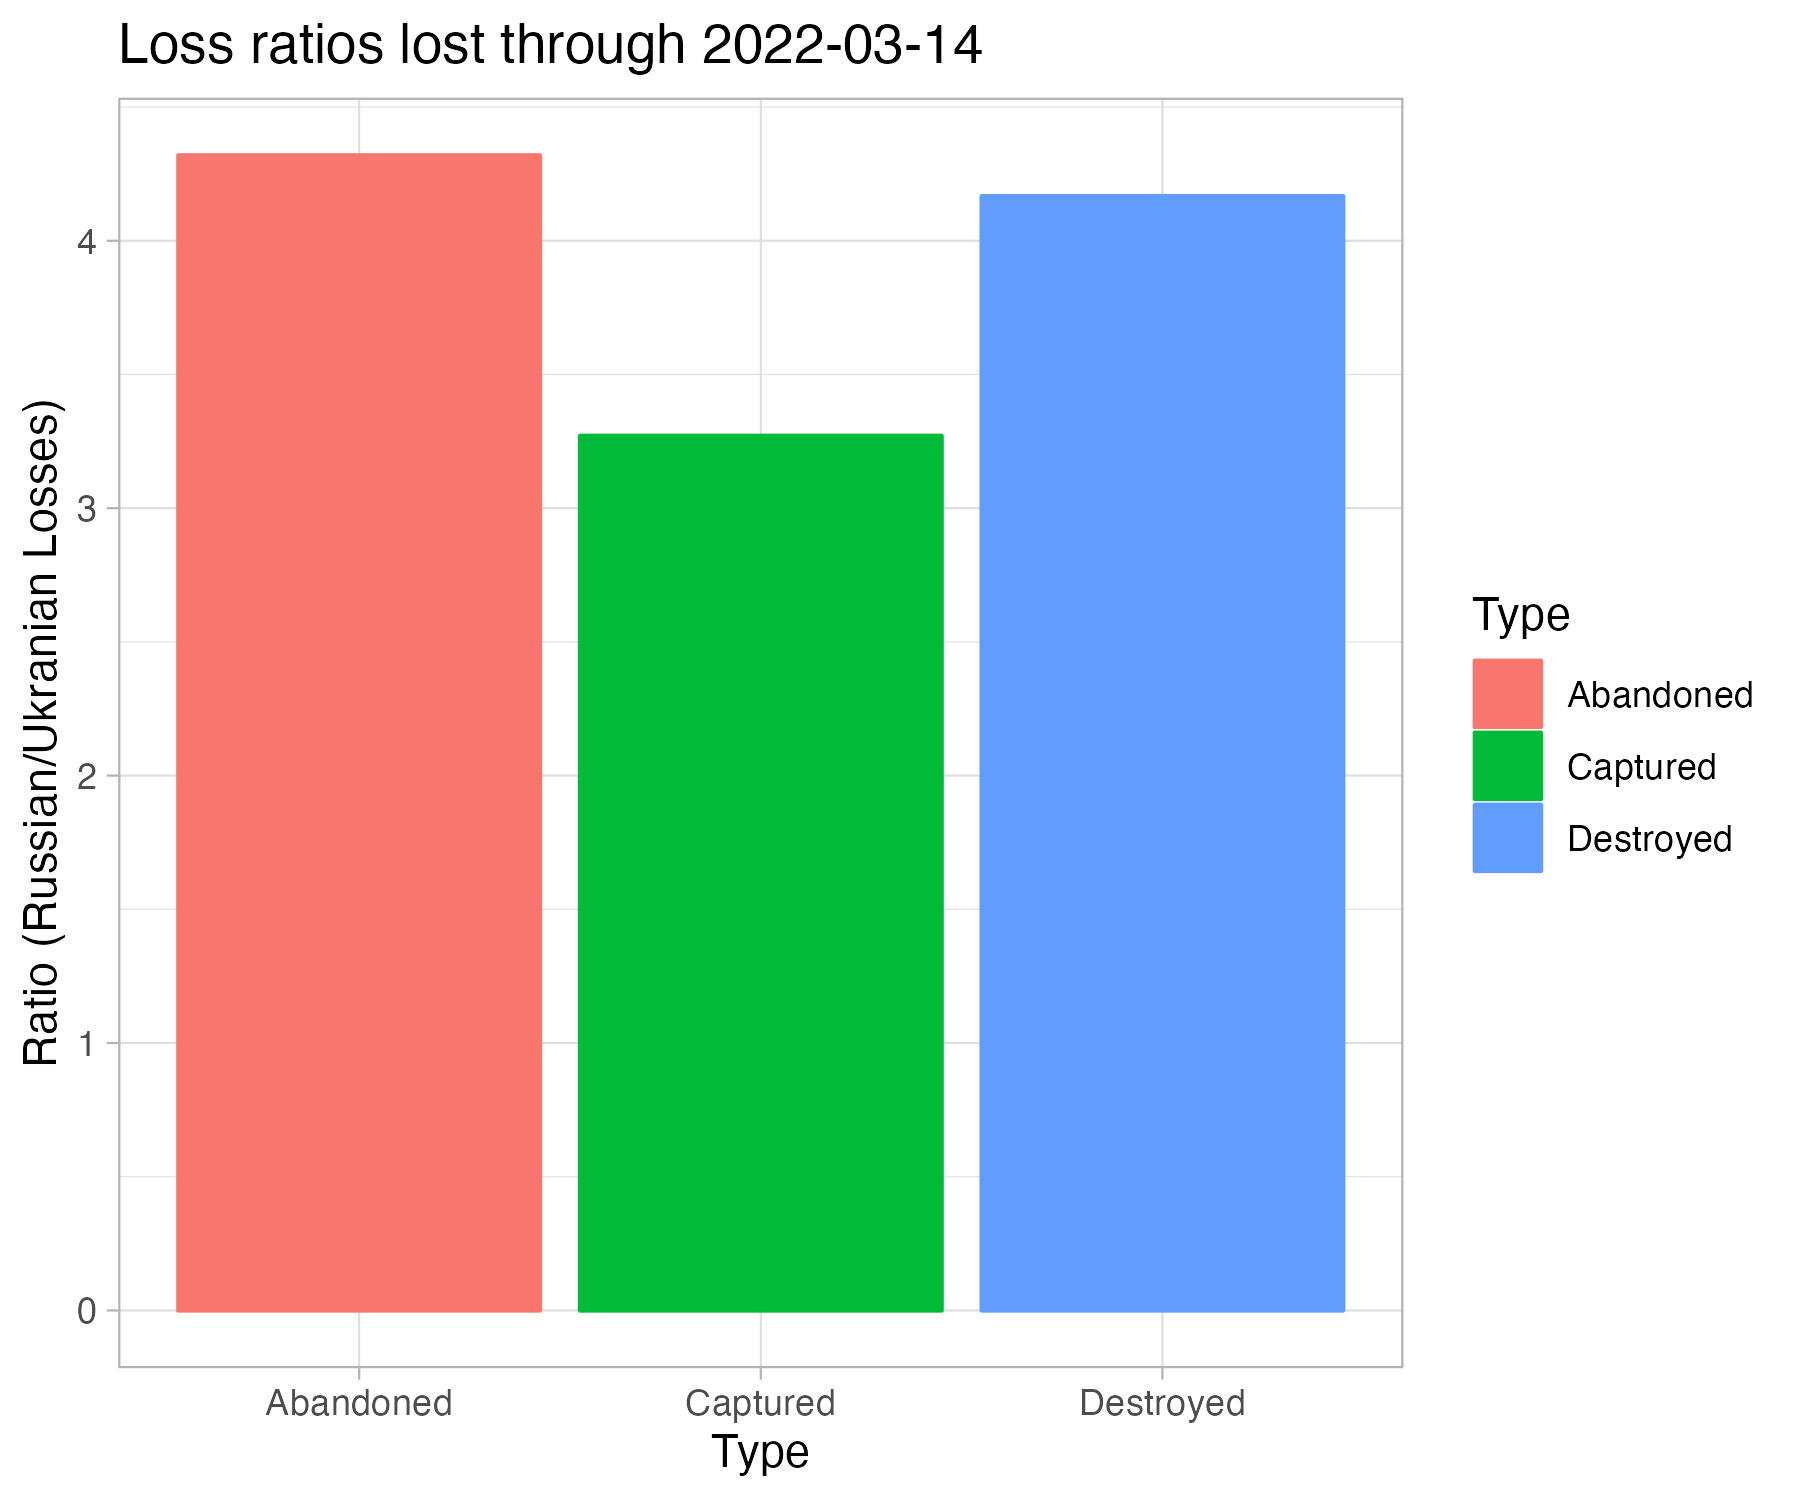 Loss ratios lost through 2022-03-14
Ratio (Russian/Ukranian Losses)
4
3
2
1
0
Abandoned
Captured
Destroyed
Type
Type
Abandoned
Captured
Destroyed